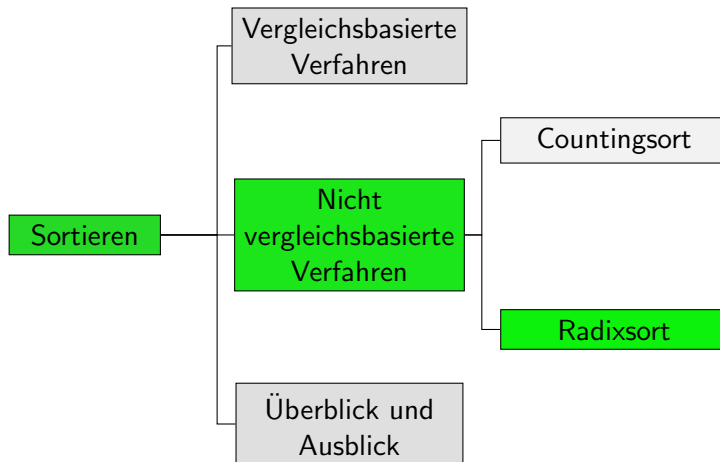 Vergleichsbasierte
Verfahren
Countingsort
Sortieren
Nicht
vergleichsbasierte
Verfahren
Radixsort
Überblick und
Ausblick